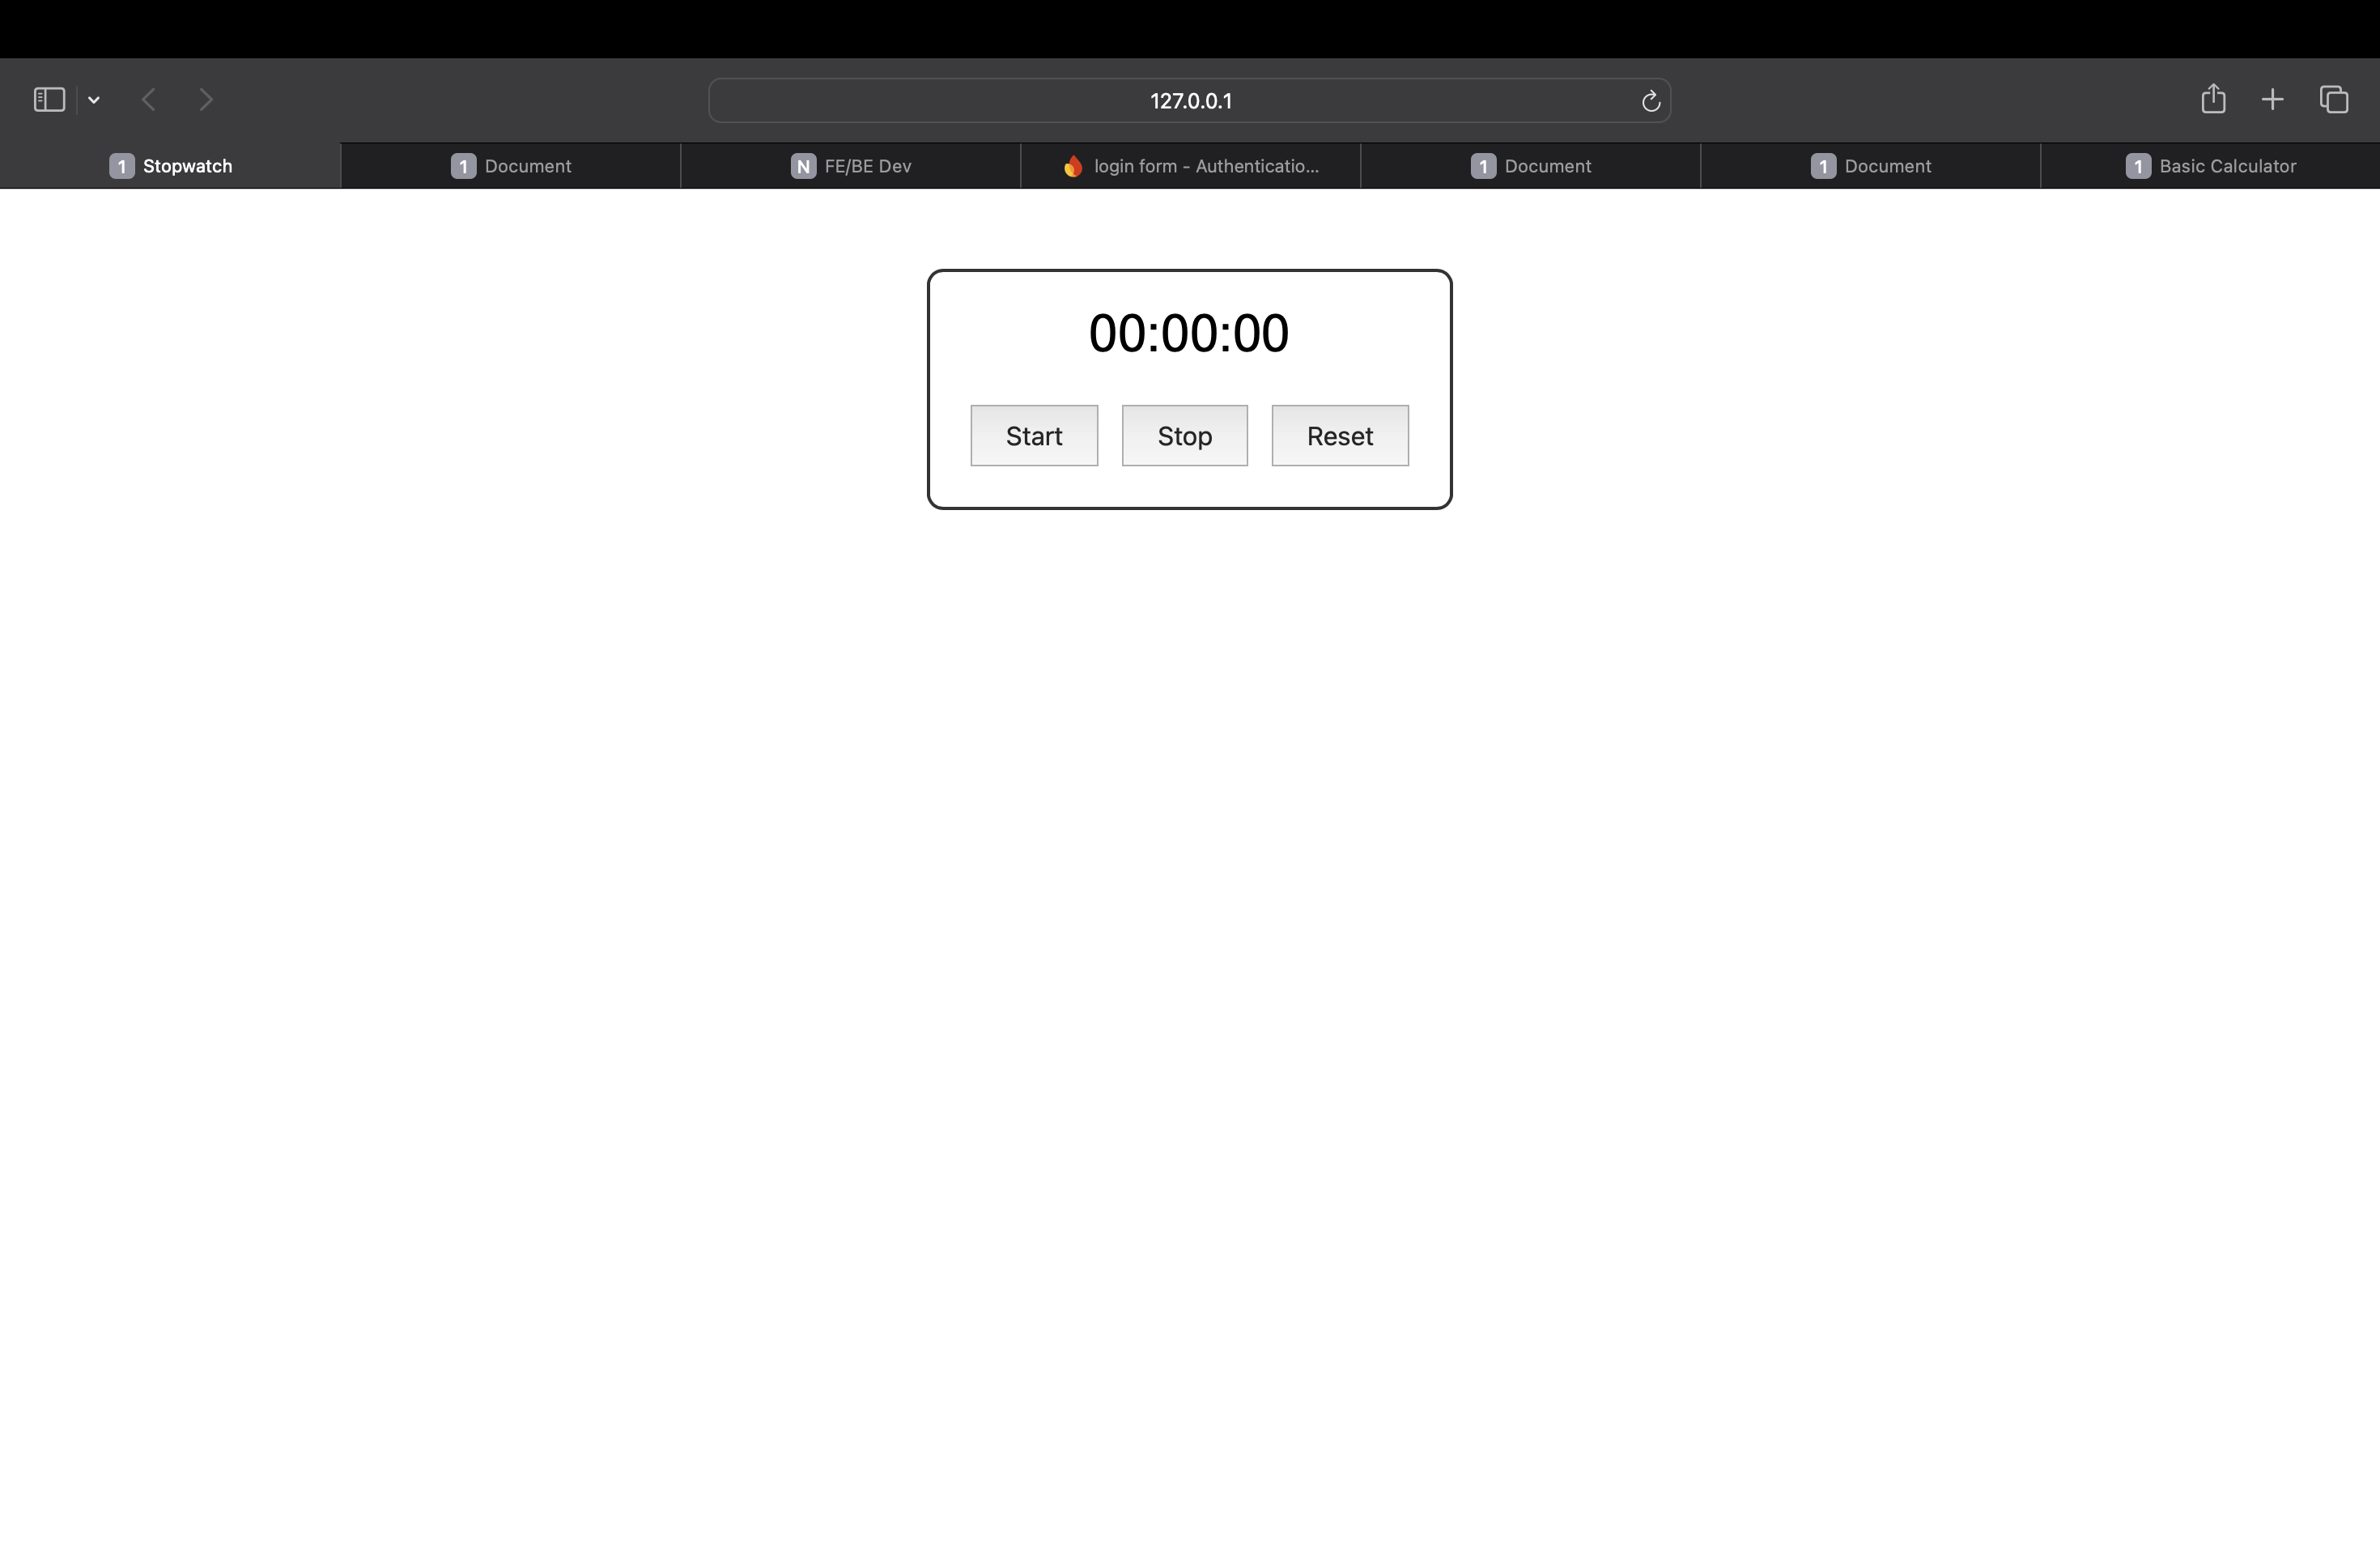 127.0.0.1
1 Stopwatch 1 Document N FE/BE Dev login form - Authenticatio... 1 Document 1 Document 1 Basic Calculator
00:00:00
Start Stop Reset